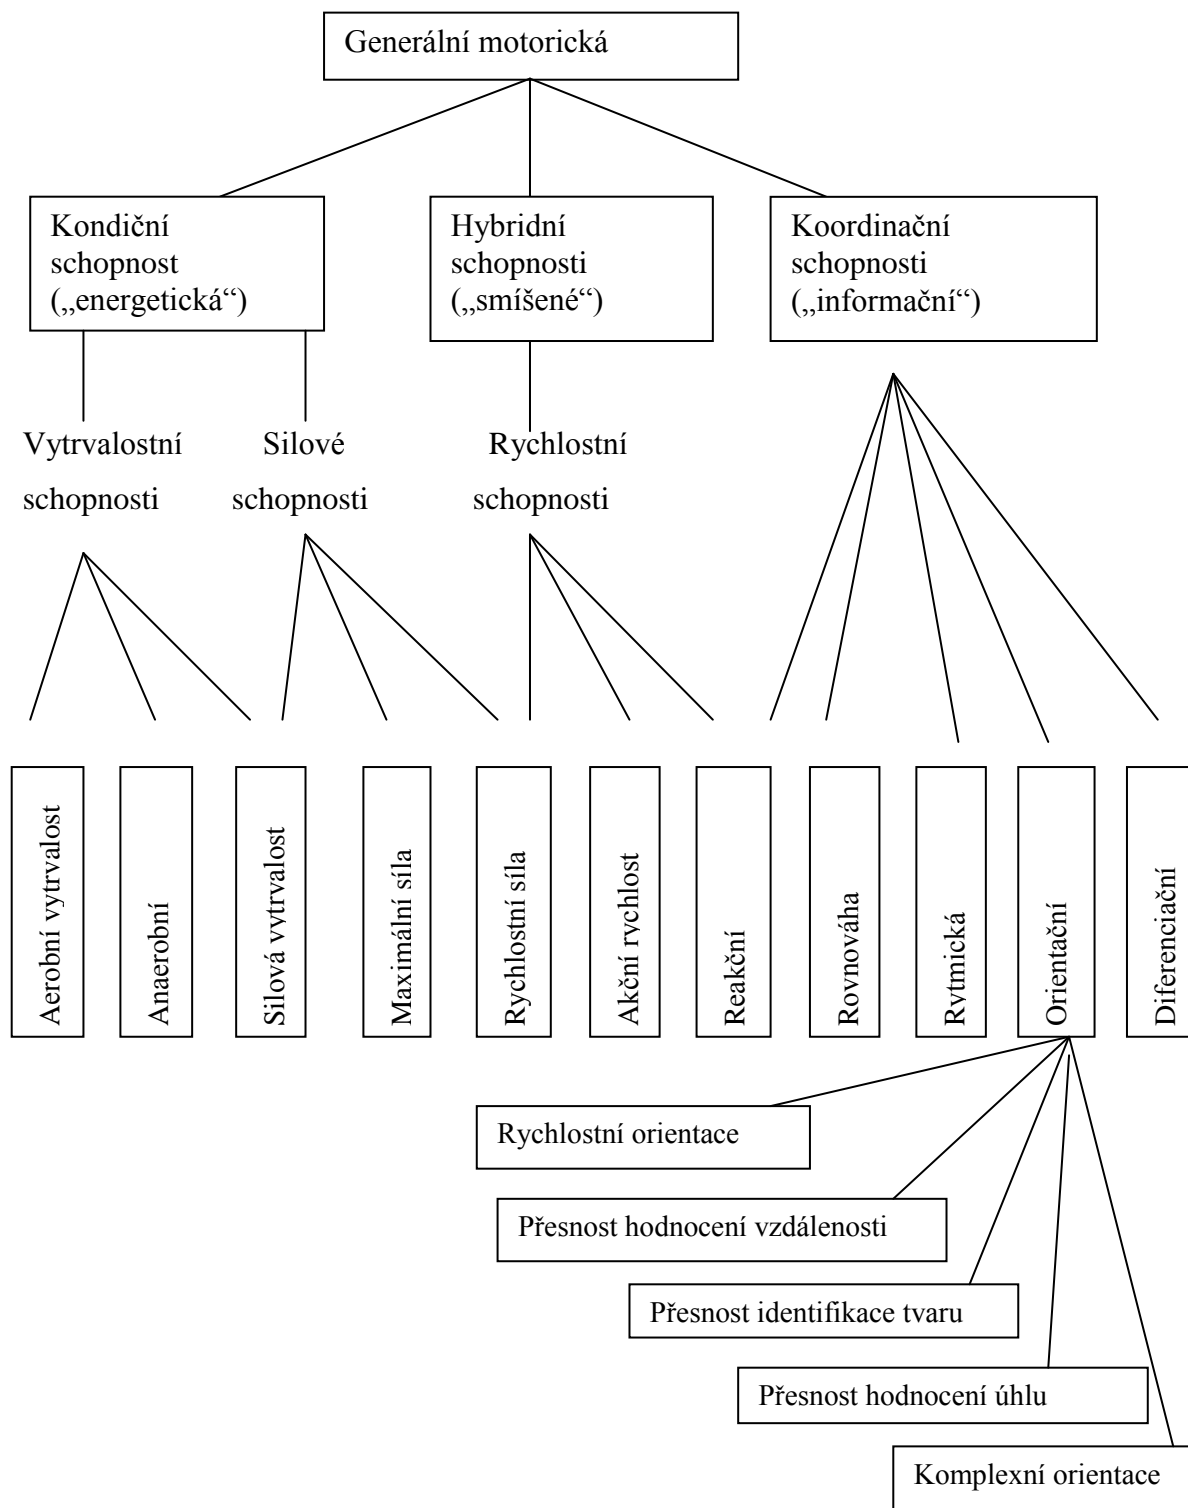 Generální motorická
Kondiční
schopnost
(„energetická“)
Hybridní
schopnosti
(„smíšené“)
Koordinační
schopnosti
(„informační“)
Vytrvalostní
schopnosti
Silové
schopnosti
Rychlostní
schopnosti
Aerobní vytrvalost
Anaerobní
Silová vytrvalost
Maximální síla
Rychlostní síla
Akční rychlost
Reakční
Rovnováha
Rytmická
Orientační
Diferenciační
Rychlostní orientace
Přesnost hodnocení vzdálenosti
Přesnost identifikace tvaru
Přesnost hodnocení úhlu
Komplexní orientace